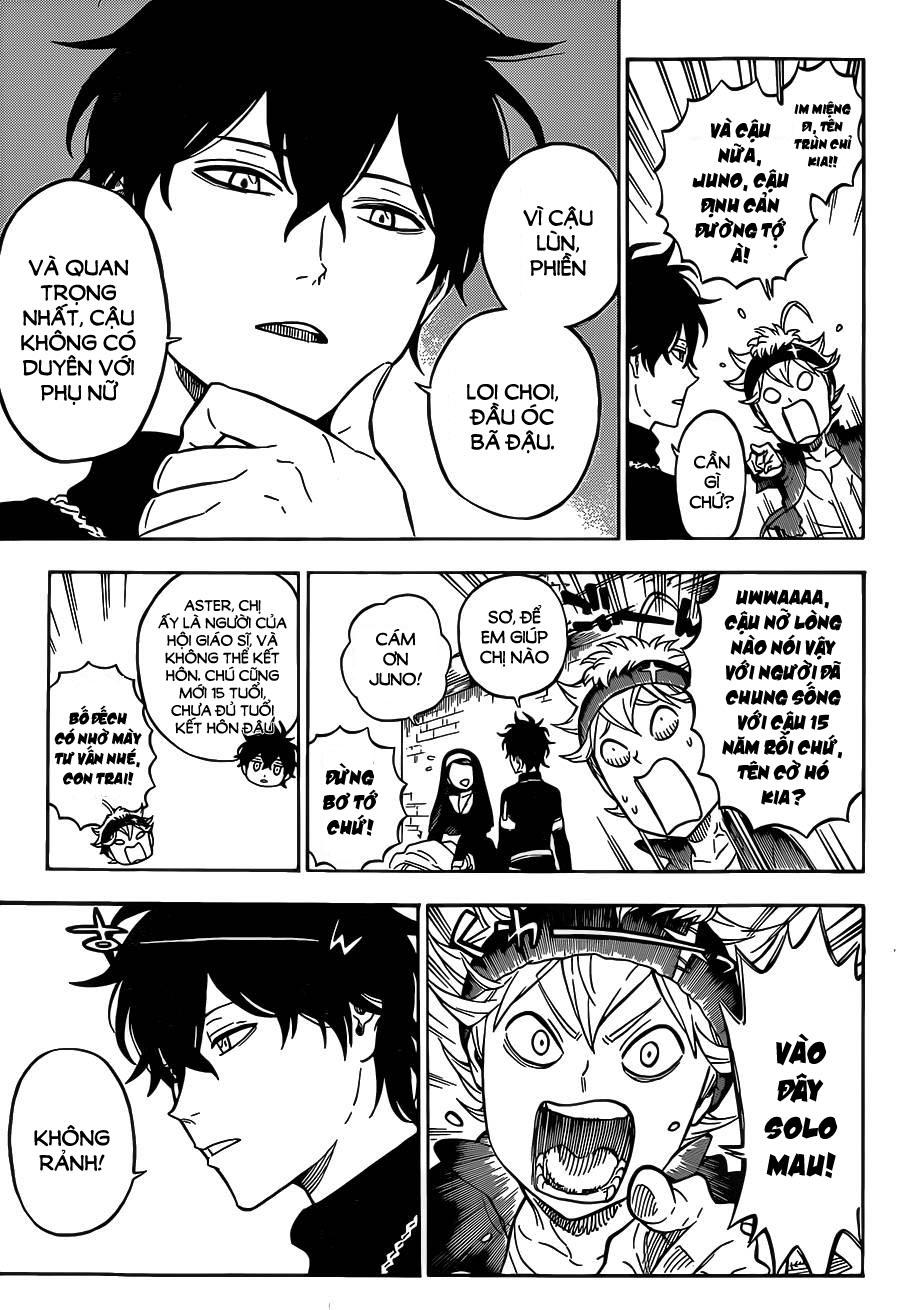 IM MIỆNG
ĐI, TÊN
TRÙN CHỈ
KIA!!
VÀ CẬU
NỮA,
JUNO, CẬU
ĐỊNH CẢN
ĐƯỜNG TỚ
À!
CẦN
GÌ
CHỨ?
VÌ CẬU
LÙN,
PHIỀN
LOI CHOI,
ĐẦU ÓC
BÃ ĐẬU.
VÀ QUAN
TRỌNG
NHẤT, CẬU
KHÔNG CÓ
DUYÊN VỚI
PHỤ NỮ
UWWAAAA,
CẬU NỠ LÒNG
NÀO NÓI VẬY
VỚI NGƯỜI ĐÃ
CHUNG SỐNG
VỚI CẬU 15
NĂM RỒI CHỨ,
TÊN CỜ HÓ
KIA?
SƠ, ĐỂ
EM GIÚP
CHỊ NÀO
CÁM
ƠN
JUNO!
ĐỪNG
BƠ TỚ
CHỨ!
ASTER, CHỊ
ẤY LÀ NGƯỜI CỦA
HỘI GIÁO SĨ, VÀ
KHÔNG THỂ KẾT
HÔN. CHÚ CŨNG
MỚI 15 TUỔI,
CHƯA ĐỦ TUỔI
KẾT HÔN ĐÂU
BỐ ĐẾCH
CÓ NHỜ MÀY
TƯ VẤN NHÉ,
CON TRAI!
VÀO
ĐÂY
SOLO
MAU!
KHÔNG
RẢNH!